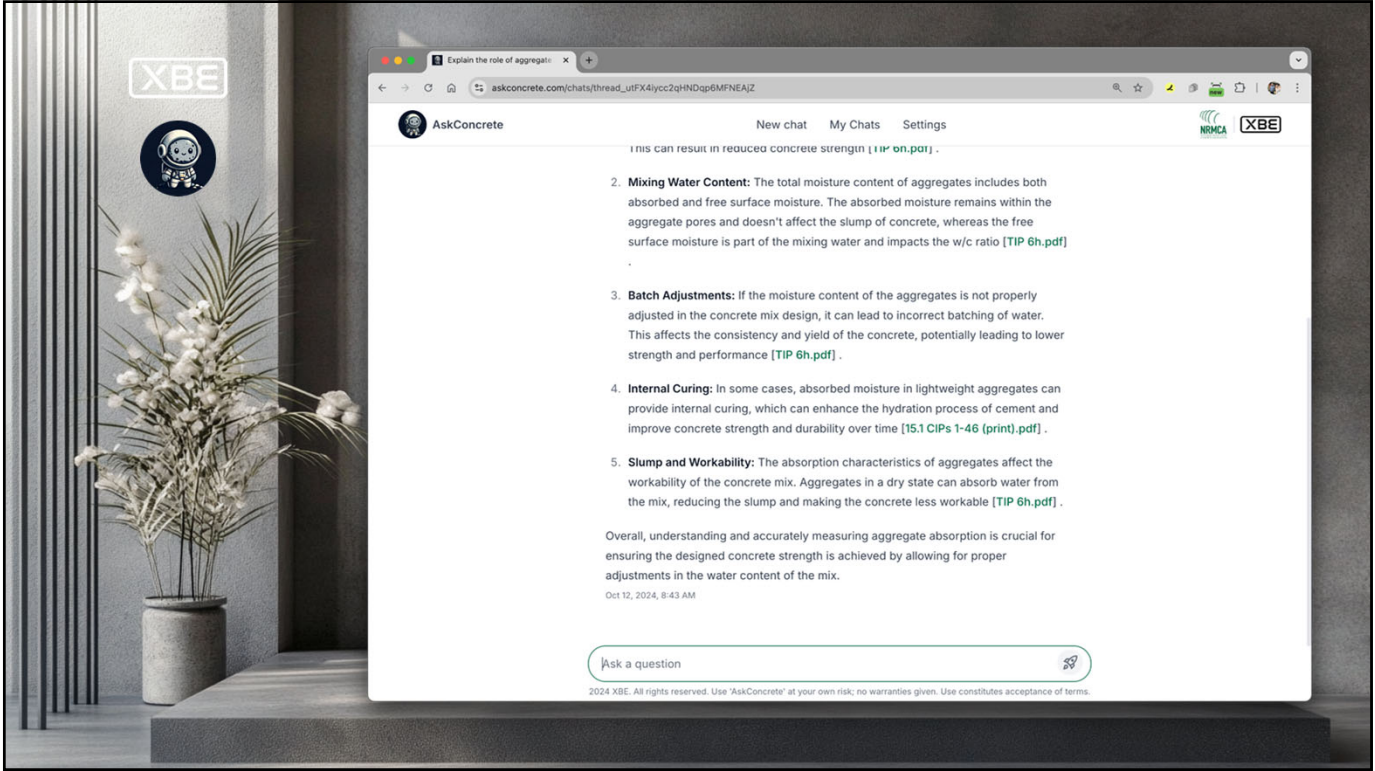 XBE
Explain the role of aggregate
askconcrete.com/chats/thread_utFX4iycc2qHNDqp6MFNEAjZ
new
AskConcrete
New chat My Chats Settings
NRMCA XBE
This can result in reduced concrete strength [TIP 6h.pdf] .
2. Mixing Water Content: The total moisture content of aggregates includes both
absorbed and free surface moisture. The absorbed moisture remains within the
aggregate pores and doesn't affect the slump of concrete, whereas the free
surface moisture is part of the mixing water and impacts the w/c ratio [TIP 6h.pdf]
.
3. Batch Adjustments: If the moisture content of the aggregates is not properly
adjusted in the concrete mix design, it can lead to incorrect batching of water.
This affects the consistency and yield of the concrete, potentially leading to lower
strength and performance [TIP 6h.pdf] .
4. Internal Curing: In some cases, absorbed moisture in lightweight aggregates can
provide internal curing, which can enhance the hydration process of cement and
improve concrete strength and durability over time [15.1 CIPs 1-46 (print).pdf] .
5. Slump and Workability: The absorption characteristics of aggregates affect the
workability of the concrete mix. Aggregates in a dry state can absorb water from
the mix, reducing the slump and making the concrete less workable [TIP 6h.pdf] .
Overall, understanding and accurately measuring aggregate absorption is crucial for
ensuring the designed concrete strength is achieved by allowing for proper
adjustments in the water content of the mix.
Oct 12, 2024, 8:43 AM
Ask a question
2024 XBE. All rights reserved. Use 'AskConcrete' at your own risk; no warranties given. Use constitutes acceptance of terms.